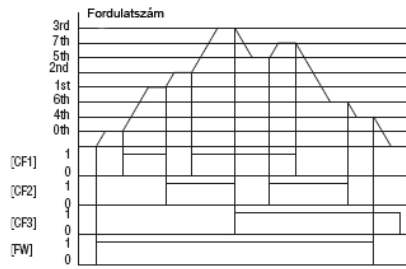 Fordulatszám
3rd
7th
5th
2nd
1st
6th
4th
0th
[CF1] 1
0
[CF2] 1
0
[CF3] 1
0
[FW] 1
0